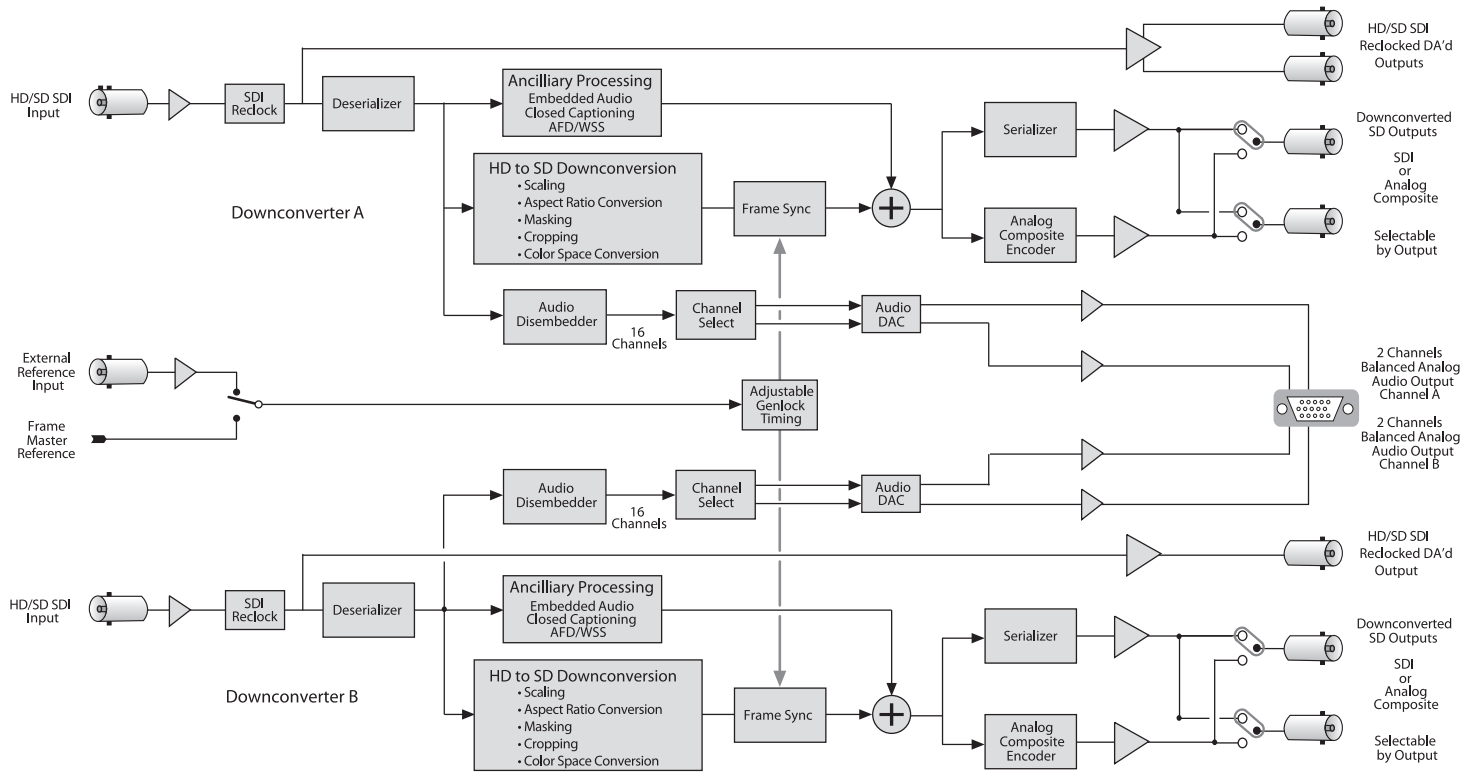 HD/SD SDI
Input
SDI
Reclock
Deserializer
Ancilliary Processing
Embedded Audio
Closed Captioning
AFD/WSS
HD to SD Downconversion
• Scaling
• Aspect Ratio Conversion
• Masking
• Cropping
• Color Space Conversion
Downconverter A
Frame Sync
+
Serializer
Analog
Composite
Encoder
HD/SD SDI
Reclocked DA'd
Outputs
Downconverted
SD Outputs
SDI
or
Analog
Composite
Selectable
by Output
Audio
Disembedder
16
Channels
Channel
Select
Audio
DAC
External
Reference
Input
Frame
Master
Reference
Adjustable
Genlock
Timing
2 Channels
Balanced Analog
Audio Output
Channel A
2 Channels
Balanced Analog
Audio Output
Channel B
Audio
Disembedder
16
Channels
Channel
Select
Audio
DAC
HD/SD SDI
Reclocked DA'd
Output
HD/SD SDI
Input
SDI
Reclock
Deserializer
Ancilliary Processing
Embedded Audio
Closed Captioning
AFD/WSS
HD to SD Downconversion
• Scaling
• Aspect Ratio Conversion
• Masking
• Cropping
• Color Space Conversion
Downconverter B
Frame Sync
+
Serializer
Analog
Composite
Encoder
Downconverted
SD Outputs
SDI
or
Analog
Composite
Selectable
by Output